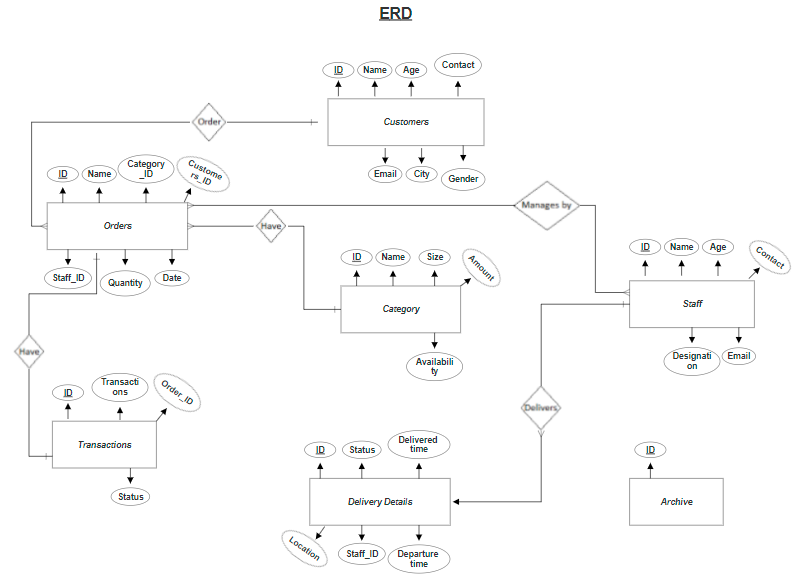 ERD
ID
Name
Age
Contact
Order
Customers
Email
City
Gender
ID
Name
Category
_ID
Custome
rs_ID
Orders
Staff_ID
Quantity
Date
Have
Manages by
ID
Name
Size
Amount
Category
Availabili
ty
ID
Name
Age
Contact
Staff
Designati
on
Email
Have
ID
Transacti
ons
Order_ID
Transactions
Status
Delivers
ID
Status
Delivered
time
Delivery Details
Location
Staff_ID
Departure
time
ID
Archive